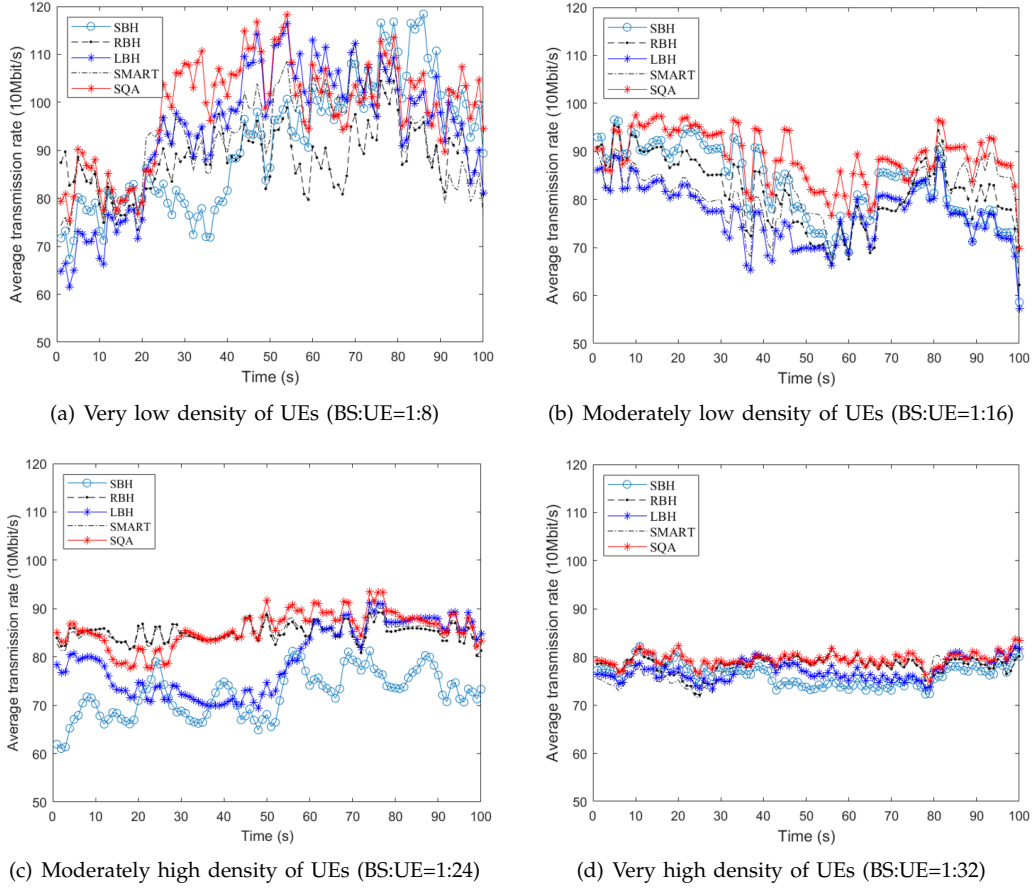 120
110
100
90
80
70
60
50
Average transmission rate (10Mbit/s)
SBH
RBH
LBH
SMART
SQA
0 10 20 30 40 50 60 70 80 90 100
Time (s)
(a) Very low density of UEs (BS:UE=1:8)
120
110
100
90
80
70
60
50
Average transmission rate (10Mbit/s)
SBH
RBH
LBH
SMART
SQA
0 10 20 30 40 50 60 70 80 90 100
Time (s)
(b) Moderately low density of UEs (BS:UE=1:16)
120
110
100
90
80
70
60
50
Average transmission rate (10Mbit/s)
SBH
RBH
LBH
SMART
SQA
0 10 20 30 40 50 60 70 80 90 100
Time (s)
(c) Moderately high density of UEs (BS:UE=1:24)
120
110
100
90
80
70
60
50
Average transmission rate (10Mbit/s)
SBH
RBH
LBH
SMART
SQA
0 10 20 30 40 50 60 70 80 90 100
Time (s)
(d) Very high density of UEs (BS:UE=1:32)